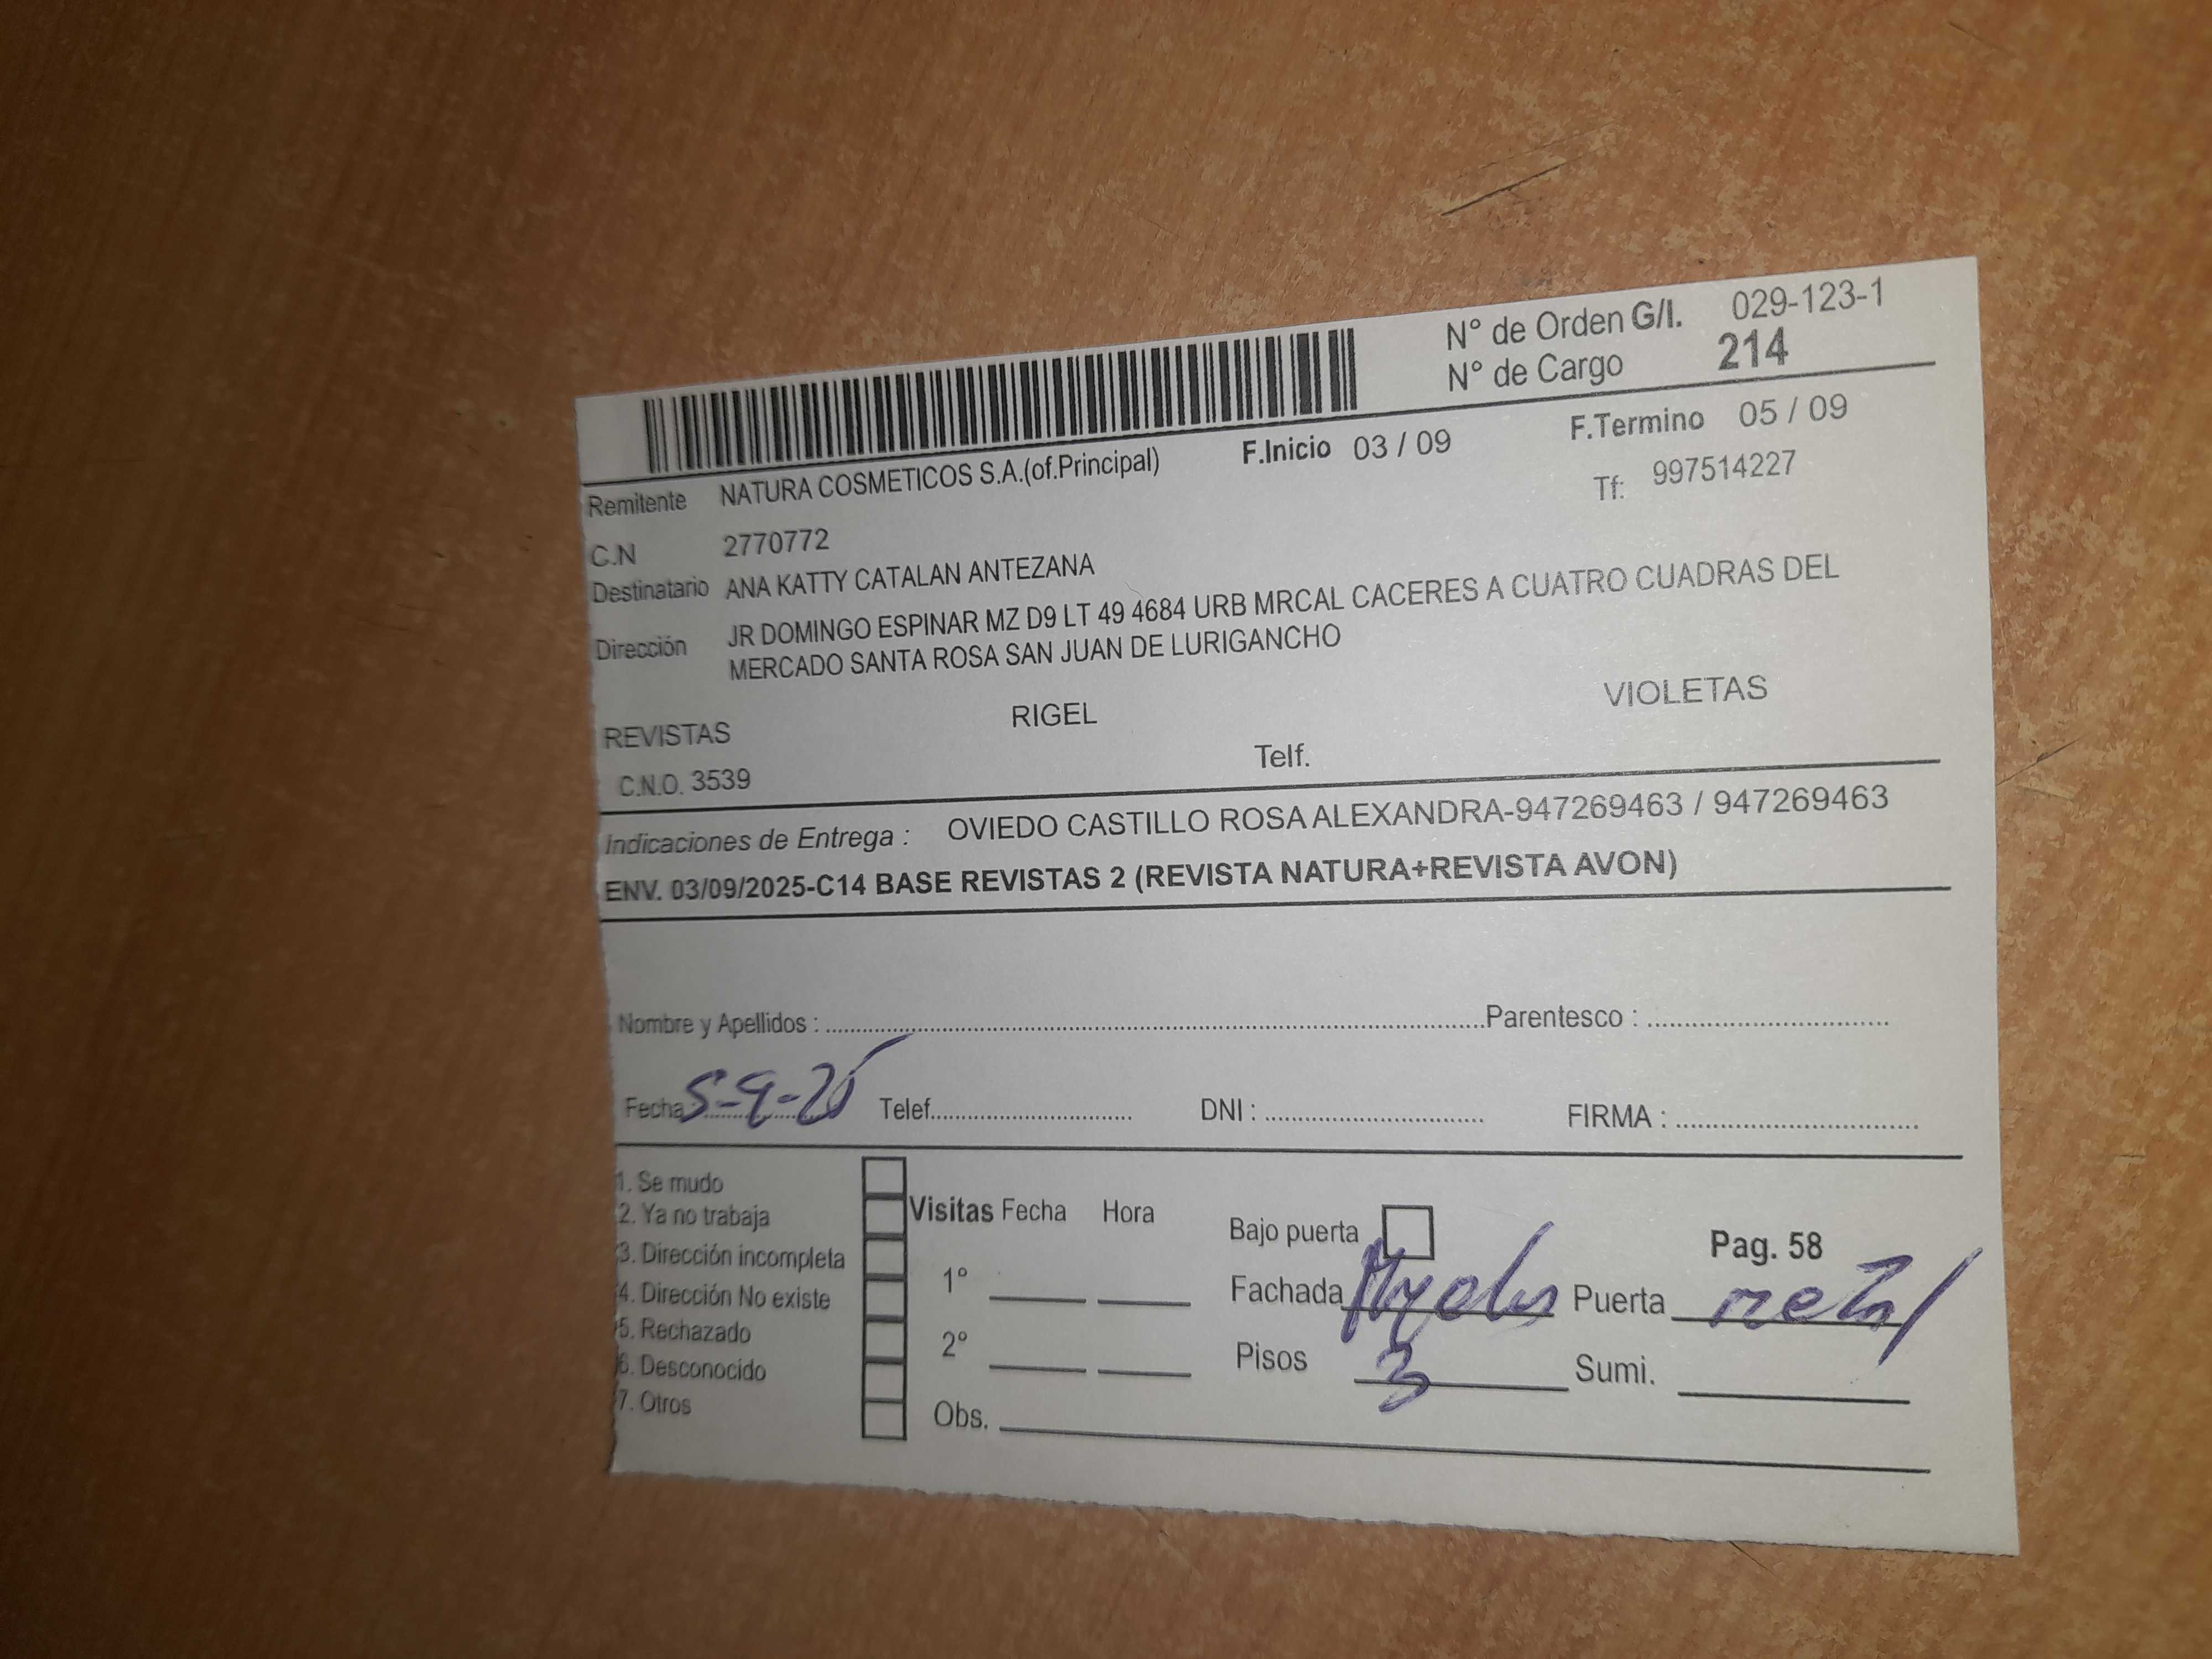 N° de Orden G/I. 029-123-1
N° de Cargo 214
F.Inicio 03 / 09 F.Termino 05 / 09
Remitente NATURA COSMETICOS S.A.(of.Principal) Tf: 997514227
C.N 2770772
Destinatario ANA KATTY CATALAN ANTEZANA
Dirección JR DOMINGO ESPINAR MZ D9 LT 49 4684 URB MRCAL CACERES A CUATRO CUADRAS DEL
MERCADO SANTA ROSA SAN JUAN DE LURIGANCHO
REVISTAS RIGEL VIOLETAS
C.N.O. 3539 Telf.
Indicaciones de Entrega : OVIEDO CASTILLO ROSA ALEXANDRA-947269463 / 947269463
ENV. 03/09/2025-C14 BASE REVISTAS 2 (REVISTA NATURA+REVISTA AVON)
Nombre y Apellidos : Parentesco :
Fecha 5-9-25 Telef. DNI : FIRMA :
1. Se mudo
2. Ya no trabaja
3. Dirección incompleta
4. Dirección No existe
5. Rechazado
6. Desconocido
7. Otros
Visitas Fecha Hora
1°
2°
Obs.
Bajo puerta Pag. 58
Fachada Puerta metal
Pisos 3 Sumi.